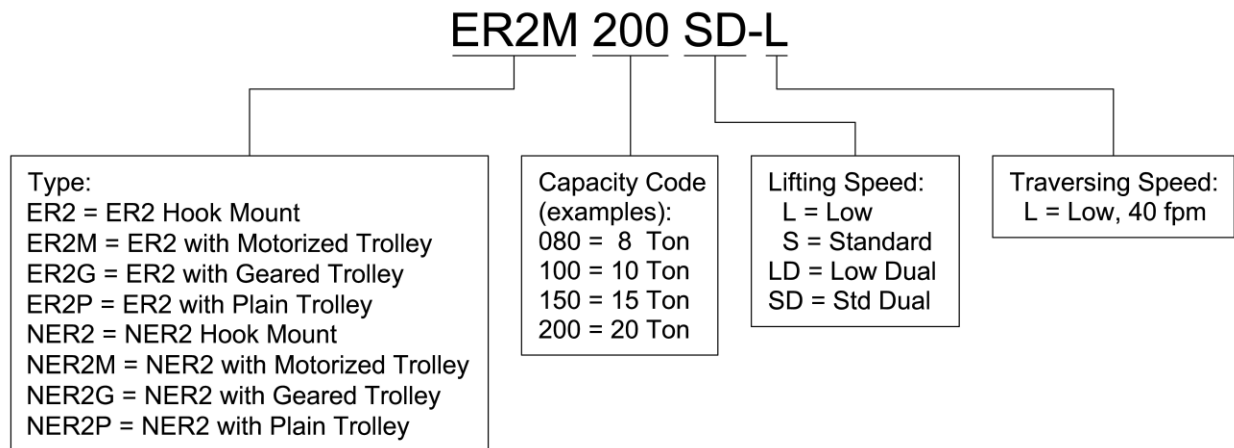 ER2M 200 SD-L
Type:
ER2 = ER2 Hook Mount
ER2M = ER2 with Motorized Trolley
ER2G = ER2 with Geared Trolley
ER2P = ER2 with Plain Trolley
NER2 = NER2 Hook Mount
NER2M = NER2 with Motorized Trolley
NER2G = NER2 with Geared Trolley
NER2P = NER2 with Plain Trolley
Capacity Code
(examples):
080 = 8 Ton
100 = 10 Ton
150 = 15 Ton
200 = 20 Ton
Lifting Speed:
L = Low
S = Standard
LD = Low Dual
SD = Std Dual
Traversing Speed:
L = Low, 40 fpm